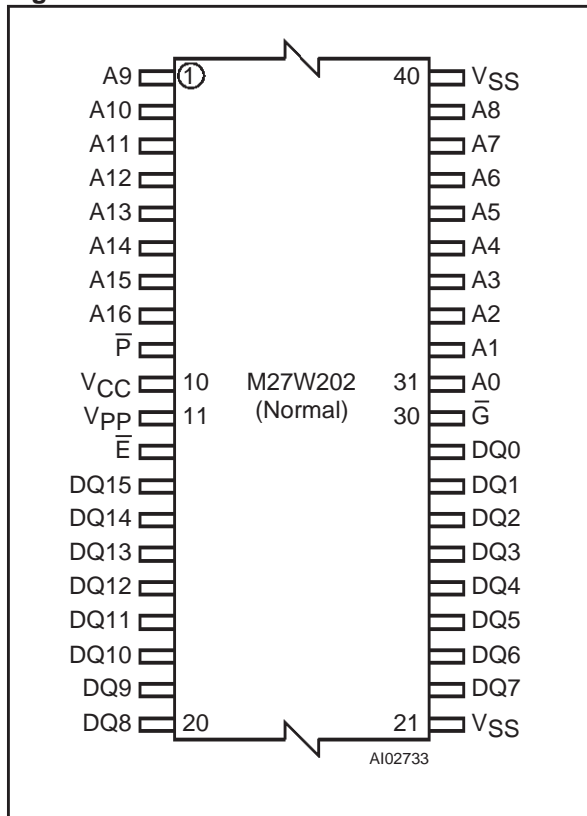 A9 1 40 VSS
A10 A8
A11 A7
A12 A6
A13 A5
A14 A4
A15 A3
A16 A2
P̅ A1
VCC 10 M27W202 31 A0
VPP 11 (Normal) 30 G̅
E̅ DQ0
DQ15 DQ1
DQ14 DQ2
DQ13 DQ3
DQ12 DQ4
DQ11 DQ5
DQ10 DQ6
DQ9 DQ7
DQ8 20 21 VSS
AI02733